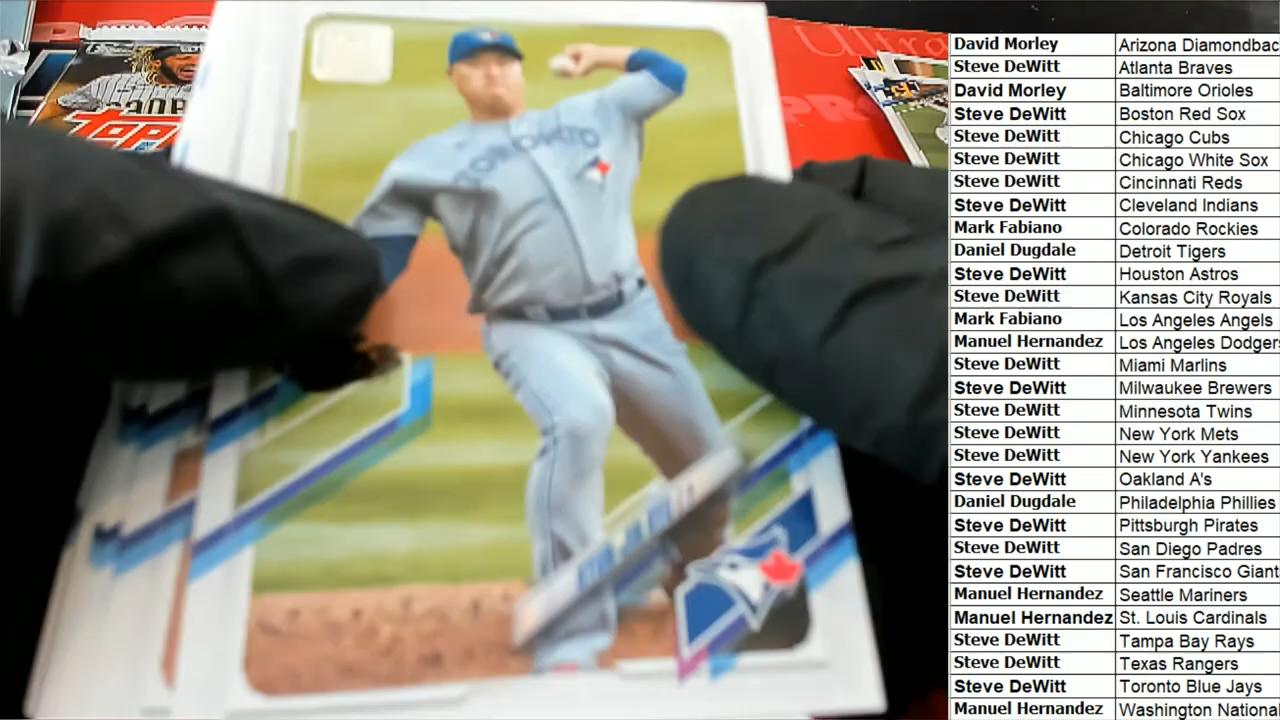 David Morley Arizona Diamondbac
Steve DeWitt Atlanta Braves
David Morley Baltimore Orioles
Steve DeWitt Boston Red Sox
Steve DeWitt Chicago Cubs
Steve DeWitt Chicago White Sox
Steve DeWitt Cincinnati Reds
Steve DeWitt Cleveland Indians
Mark Fabiano Colorado Rockies
Daniel Dugdale Detroit Tigers
Steve DeWitt Houston Astros
Steve DeWitt Kansas City Royals
Mark Fabiano Los Angeles Angels
Manuel Hernandez Los Angeles Dodgers
Steve DeWitt Miami Marlins
Steve DeWitt Milwaukee Brewers
Steve DeWitt Minnesota Twins
Steve DeWitt New York Mets
Steve DeWitt New York Yankees
Steve DeWitt Oakland A's
Daniel Dugdale Philadelphia Phillies
Steve DeWitt Pittsburgh Pirates
Steve DeWitt San Diego Padres
Steve DeWitt San Francisco Giant
Manuel Hernandez Seattle Mariners
Manuel Hernandez St. Louis Cardinals
Steve DeWitt Tampa Bay Rays
Steve DeWitt Texas Rangers
Steve DeWitt Toronto Blue Jays
Manuel Hernandez Washington National
TORONTO
topp
Ultra
PRO